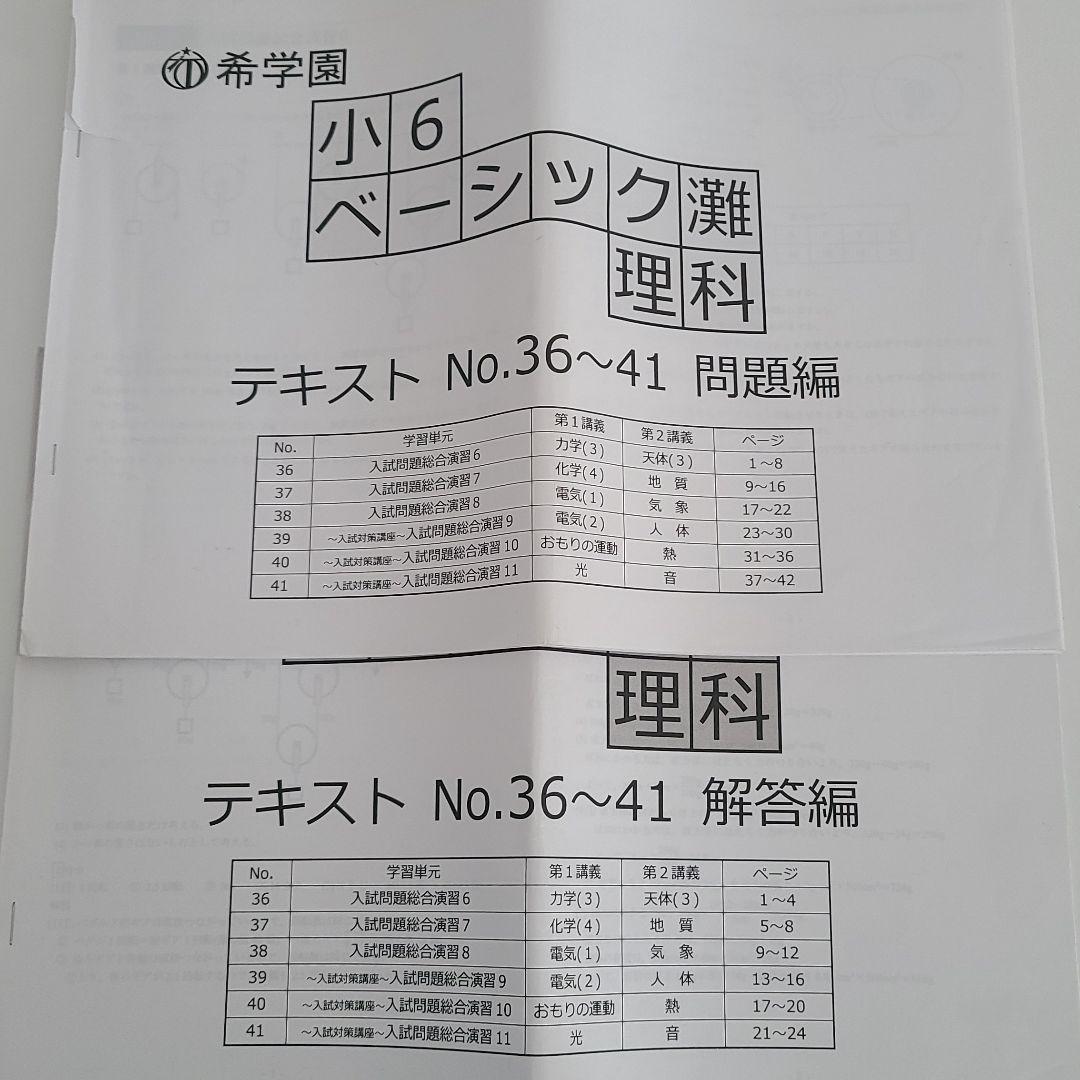 希学園
小6
ベーシック灘
理科
テキスト No.36～41 問題編
No. 学習単元 第１講義 第２講義 ページ
36 入試問題総合演習6 力学(3) 天体(3) 1～8
37 入試問題総合演習7 化学(4) 地 質 9～16
38 入試問題総合演習8 電気(1) 気 象 17～22
39 ～入試対策講座～入試問題総合演習9 電気(2) 人 体 23～30
40 ～入試対策講座～入試問題総合演習10 おもりの運動 熱 31～36
41 ～入試対策講座～入試問題総合演習11 光 音 37～42
理科
テキスト No.36～41 解答編
No. 学習単元 第１講義 第２講義 ページ
36 入試問題総合演習6 力学(3) 天体(3) 1～4
37 入試問題総合演習7 化学(4) 地 質 5～8
38 入試問題総合演習8 電気(1) 気 象 9～12
39 ～入試対策講座～入試問題総合演習9 電気(2) 人 体 13～16
40 ～入試対策講座～入試問題総合演習10 おもりの運動 熱 17～20
41 ～入試対策講座～入試問題総合演習11 光 音 21～24